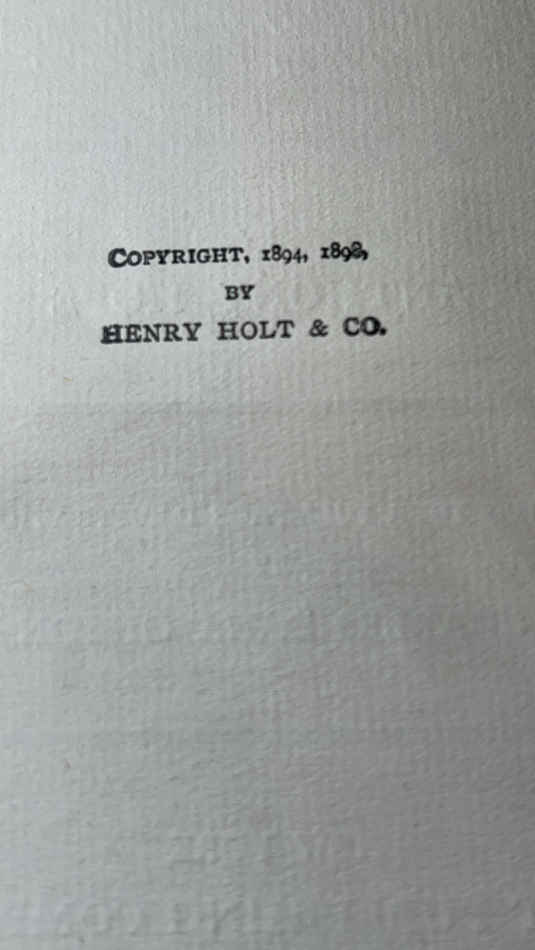 COPYRIGHT, 1894, 1898,
BY
HENRY HOLT & CO.